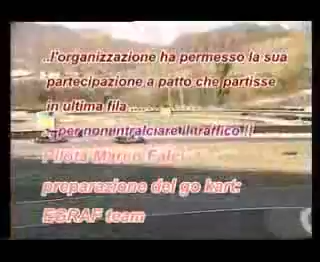 ..l'organizzazione ha permesso la sua
partecipazione a patto che partisse
in ultima fila ..................
...per non intralciare il traffico !!
Pilota Marco
preparazione del go kart:
ESRAF team